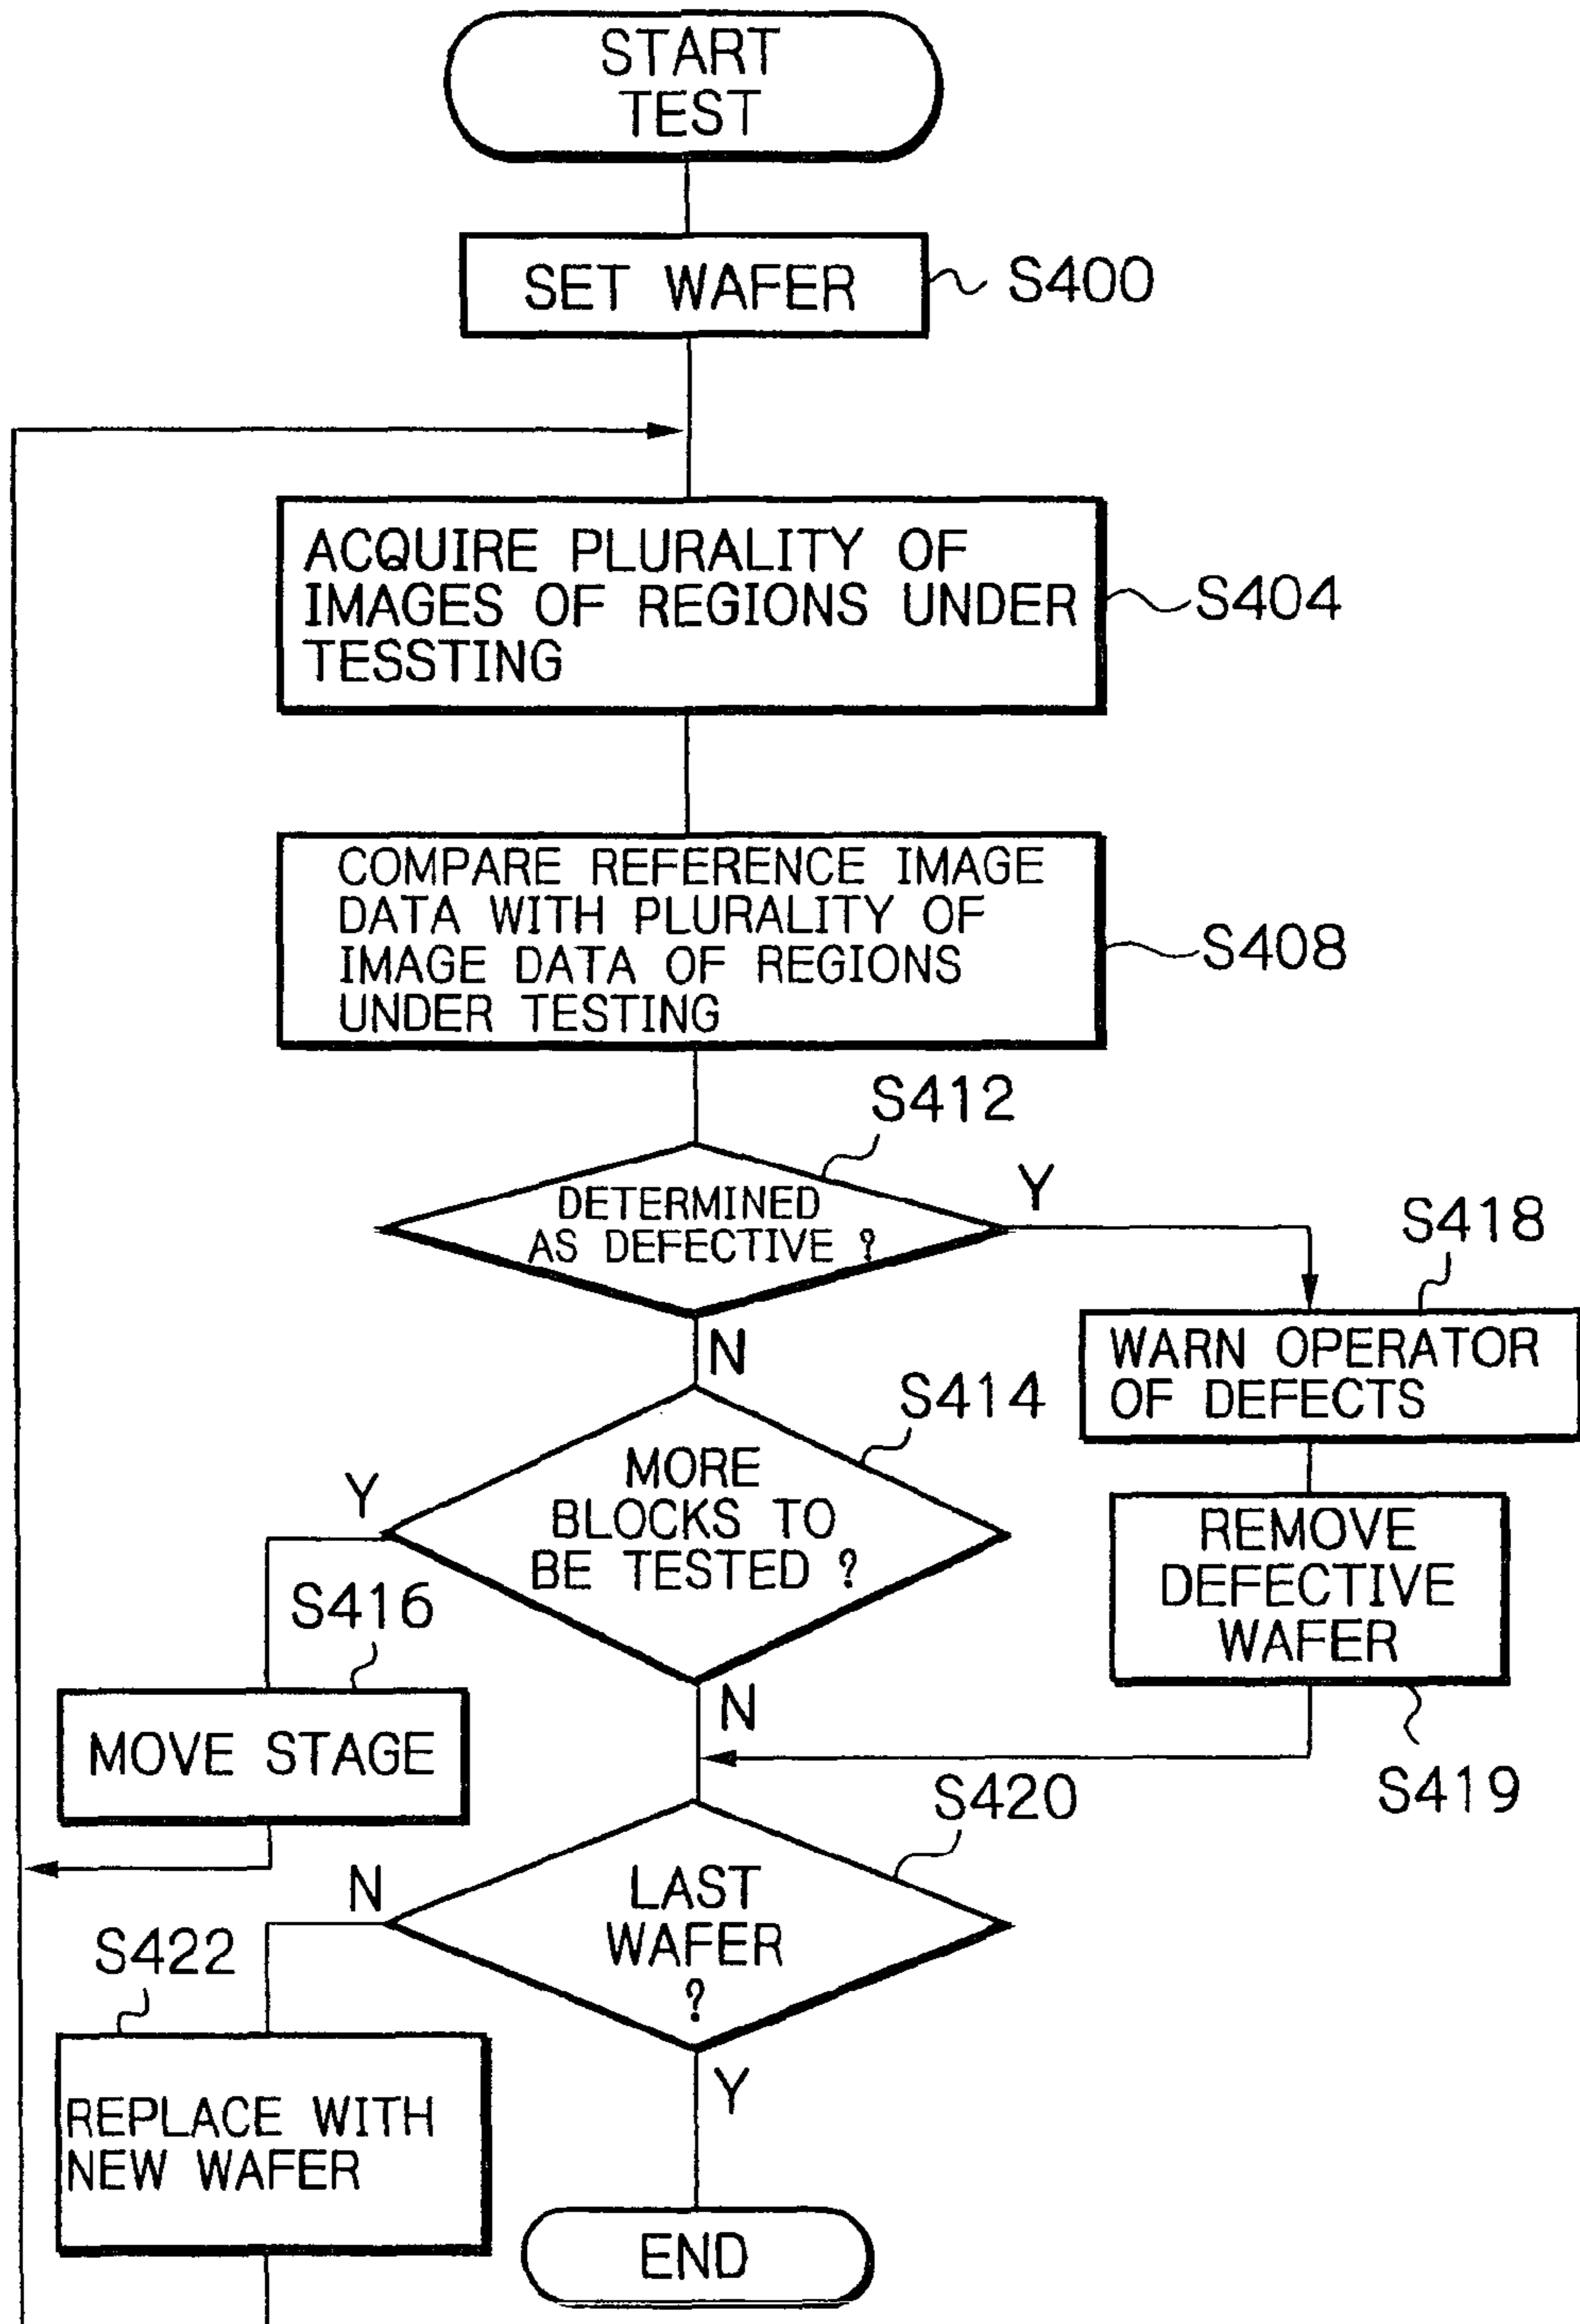 START
TEST
SET WAFER
S400
ACQUIRE PLURALITY OF
IMAGES OF REGIONS UNDER
TESSTING
S404
COMPARE REFERENCE IMAGE
DATA WITH PLURALITY OF
IMAGE DATA OF REGIONS
UNDER TESTING
S408
S412
DETERMINED
AS DEFECTIVE ?
Y
N
S418
WARN OPERATOR
OF DEFECTS
S414
MORE
BLOCKS TO
BE TESTED ?
Y
N
REMOVE
DEFECTIVE
WAFER
S419
S416
MOVE STAGE
S420
LAST
WAFER
?
N
Y
S422
REPLACE WITH
NEW WAFER
END